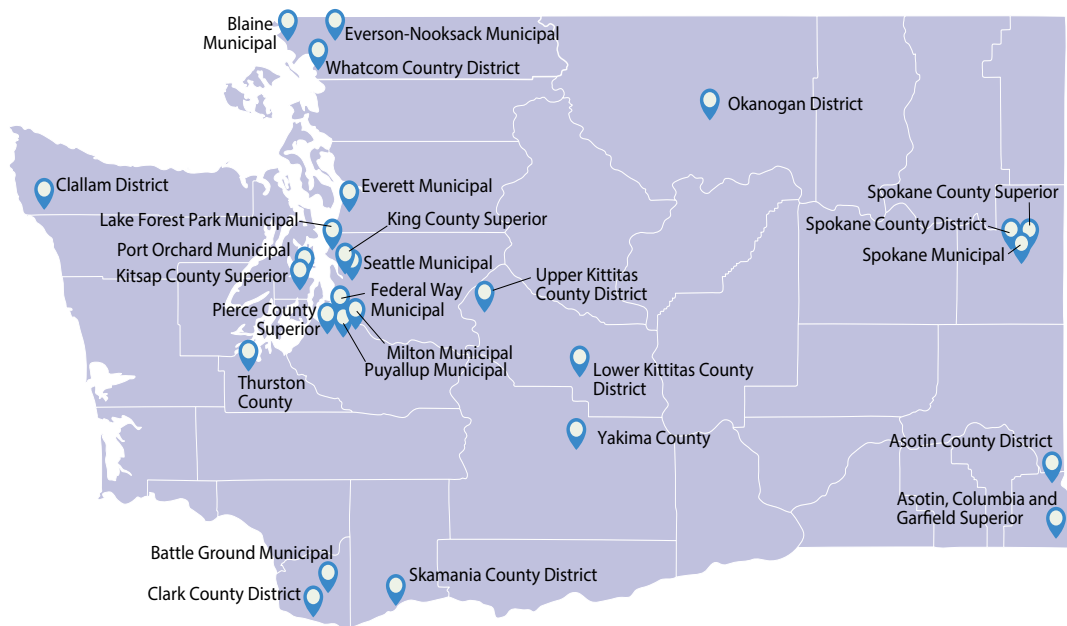 Blaine
Municipal
Everson-Nooksack Municipal
Whatcom Country District
Okanogan District
Clallam District
Everett Municipal
Lake Forest Park Municipal
King County Superior
Port Orchard Municipal
Seattle Municipal
Kitsap County Superior
Upper Kittitas
County District
Federal Way
Municipal
Pierce County
Superior
Milton Municipal
Puyallup Municipal
Thurston
County
Lower Kittitas County
District
Yakima County
Spokane County Superior
Spokane County District
Spokane Municipal
Asotin County District
Asotin, Columbia and
Garfield Superior
Battle Ground Municipal
Clark County District
Skamania County District